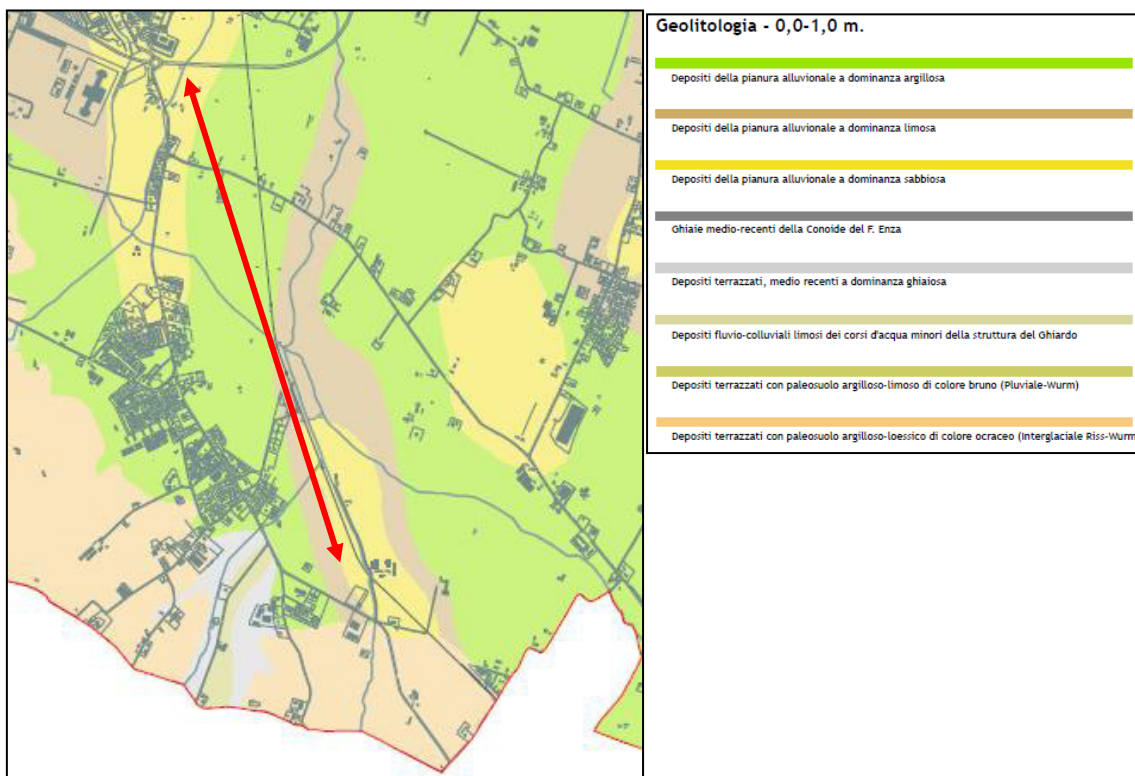 Geolitologia - 0,0-1,0 m.
Depositi della pianura alluvionale a dominanza argillosa
Depositi della pianura alluvionale a dominanza limosa
Depositi della pianura alluvionale a dominanza sabbiosa
Ghiaie medio-recenti della Conoide del F. Enza
Depositi terrazzati, medio recenti a dominanza ghiaiosa
Depositi fluvio-colluviali limosi dei corsi d'acqua minori della struttura del Ghiardo
Depositi terrazzati con paleosuolo argilloso-limoso di colore bruno (Pluviale-Wurm)
Depositi terrazzati con paleosuolo argilloso-loessico di colore ocraceo (Interglaciale Riss-Wurm